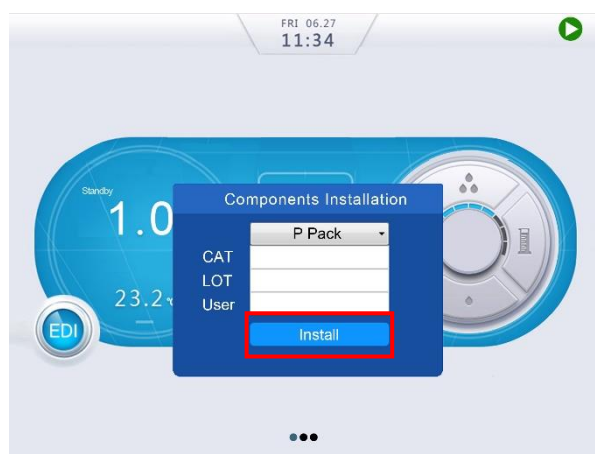 FRI 06.27
11:34
Standby
1.0
Components Installation
P Pack
CAT
LOT
23.2
User
EDI
Install